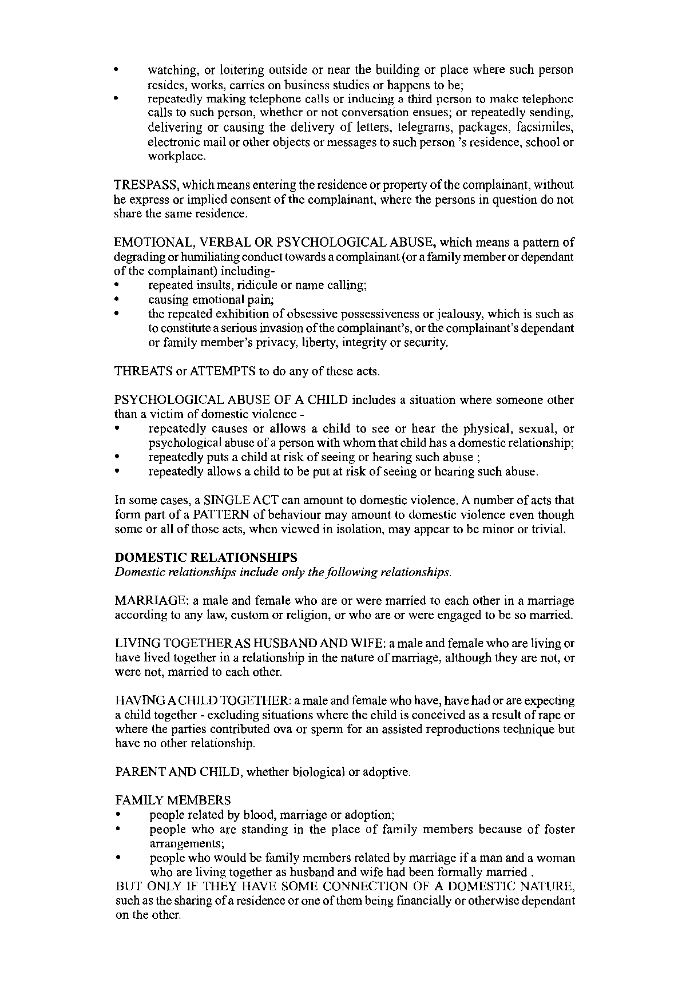 • watching, or loitering outside or near the building or place where such person
resides, works, carries on business studies or happens to be;
• repeatedly making telephone calls or inducing a third person to make telephone
calls to such person, whether or not conversation ensues; or repeatedly sending,
delivering or causing the delivery of letters, telegrams, packages, facsimiles,
electronic mail or other objects or messages to such person 's residence, school or
workplace.
TRESPASS, which means entering the residence or property of the complainant, without
he express or implied consent of the complainant, where the persons in question do not
share the same residence.
EMOTIONAL, VERBAL OR PSYCHOLOGICAL ABUSE, which means a pattern of
degrading or humiliating conduct towards a complainant (or a family member or dependant
of the complainant) including-
• repeated insults, ridicule or name calling;
• causing emotional pain;
• the repeated exhibition of obsessive possessiveness or jealousy, which is such as
to constitute a serious invasion of the complainant's, or the complainant's dependant
or family member's privacy, liberty, integrity or security.
THREATS or ATTEMPTS to do any of these acts.
PSYCHOLOGICAL ABUSE OF A CHILD includes a situation where someone other
than a victim of domestic violence -
• repeatedly causes or allows a child to see or hear the physical, sexual, or
psychological abuse of a person with whom that child has a domestic relationship;
• repeatedly puts a child at risk of seeing or hearing such abuse ;
• repeatedly allows a child to be put at risk of seeing or hearing such abuse.
In some cases, a SINGLE ACT can amount to domestic violence. A number of acts that
form part of a PATTERN of behaviour may amount to domestic violence even though
some or all of those acts, when viewed in isolation, may appear to be minor or trivial.
DOMESTIC RELATIONSHIPS
Domestic relationships include only the following relationships.
MARRIAGE: a male and female who are or were married to each other in a marriage
according to any law, custom or religion, or who are or were engaged to be so married.
LIVING TOGETHER AS HUSBAND AND WIFE: a male and female who are living or
have lived together in a relationship in the nature of marriage, although they are not, or
were not, married to each other.
HAVING A CHILD TOGETHER: a male and female who have, have had or are expecting
a child together - excluding situations where the child is conceived as a result of rape or
where the parties contributed ova or sperm for an assisted reproductions technique but
have no other relationship.
PARENT AND CHILD, whether biological or adoptive.
FAMILY MEMBERS
• people related by blood, marriage or adoption;
• people who are standing in the place of family members because of foster
arrangements;
• people who would be family members related by marriage if a man and a woman
who are living together as husband and wife had been formally married .
BUT ONLY IF THEY HAVE SOME CONNECTION OF A DOMESTIC NATURE,
such as the sharing of a residence or one of them being financially or otherwise dependant
on the other.